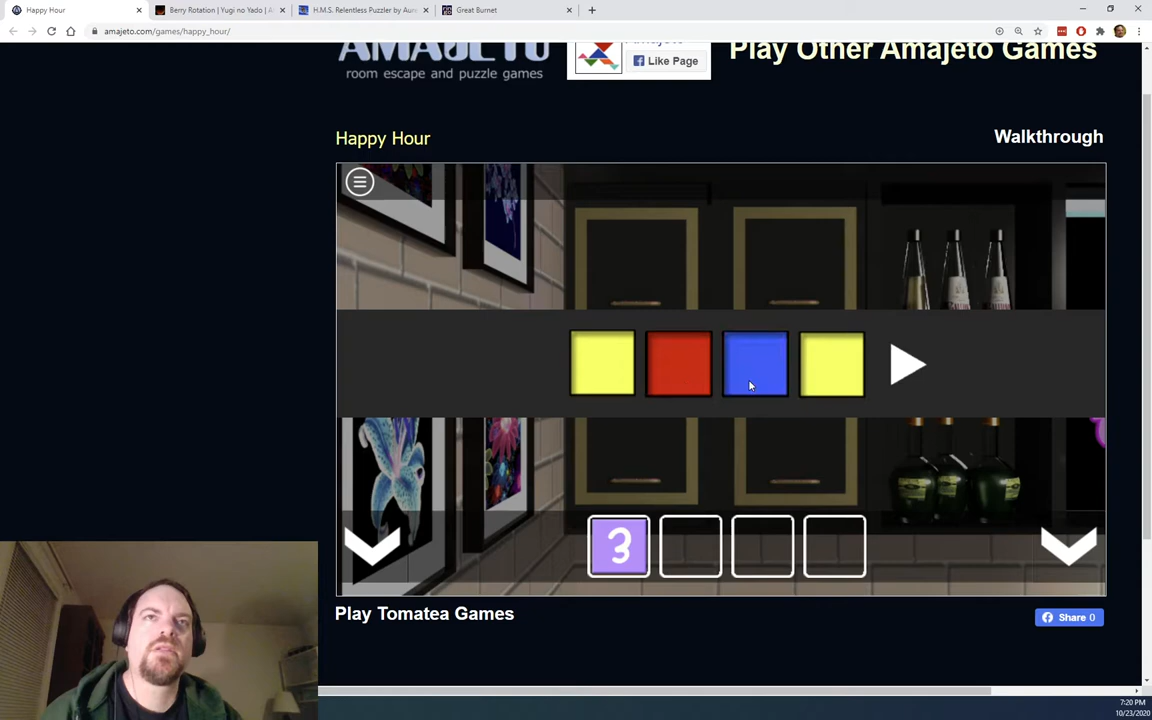 Happy Hour
Berry Rotation | Yugi no Yado |
H.M.S. Relentless Puzzler by Aure
Great Burnet
amajeto.com/games/happy_hour/
AMAJETO
room escape and puzzle games
Like Page
Play Other Amajeto Games
Happy Hour
Walkthrough
3
Play Tomatea Games
Share 0
7:20 PM
10/23/2020